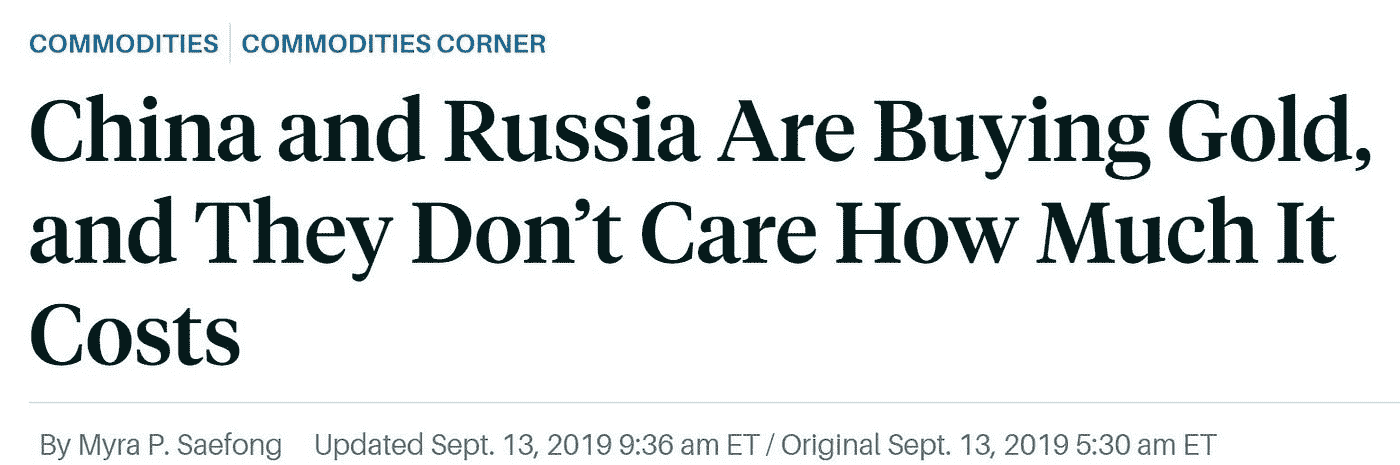 COMMODITIES COMMODITIES CORNER
China and Russia Are Buying Gold,
and They Don’t Care How Much It
Costs
By Myra P. Saefong Updated Sept. 13, 2019 9:36 am ET / Original Sept. 13, 2019 5:30 am ET